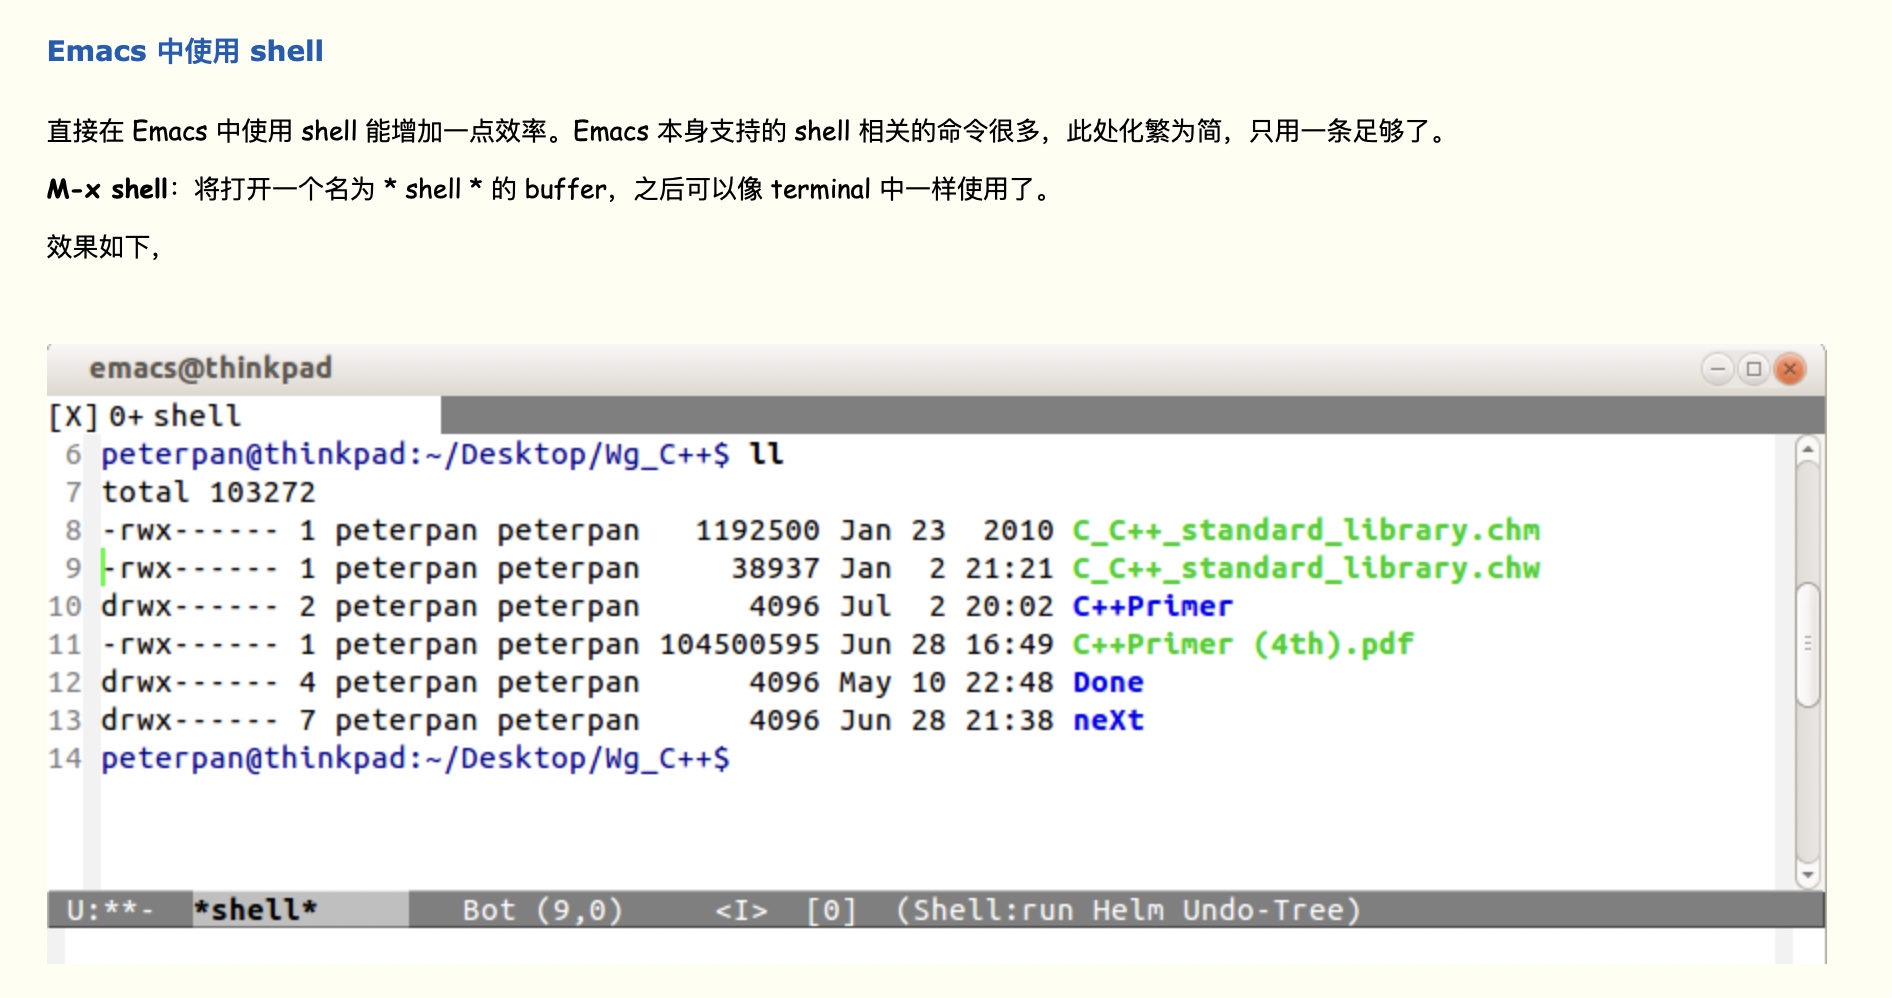 Emacs 中使用 shell
直接在 Emacs 中使用 shell 能增加一点效率。Emacs 本身支持的 shell 相关的命令很多，此处化繁为简，只用一条足够了。
M-x shell：将打开一个名为 * shell * 的 buffer，之后可以像 terminal 中一样使用了。
效果如下，
emacs@thinkpad
[X] 0+ shell
6 peterpan@thinkpad:~/Desktop/Wg_C++$ ll
7 total 103272
8 -rwx------ 1 peterpan peterpan   1192500 Jan 23  2010 C_C++_standard_library.chm
9 -rwx------ 1 peterpan peterpan     38937 Jan  2 21:21 C_C++_standard_library.chw
10 drwx------ 2 peterpan peterpan      4096 Jul  2 20:02 C++Primer
11 -rwx------ 1 peterpan peterpan 104500595 Jun 28 16:49 C++Primer (4th).pdf
12 drwx------ 4 peterpan peterpan      4096 May 10 22:48 Done
13 drwx------ 7 peterpan peterpan      4096 Jun 28 21:38 neXt
14 peterpan@thinkpad:~/Desktop/Wg_C++$
U:**-  *shell*        Bot (9,0)     <I>  [0]  (Shell:run Helm Undo-Tree)